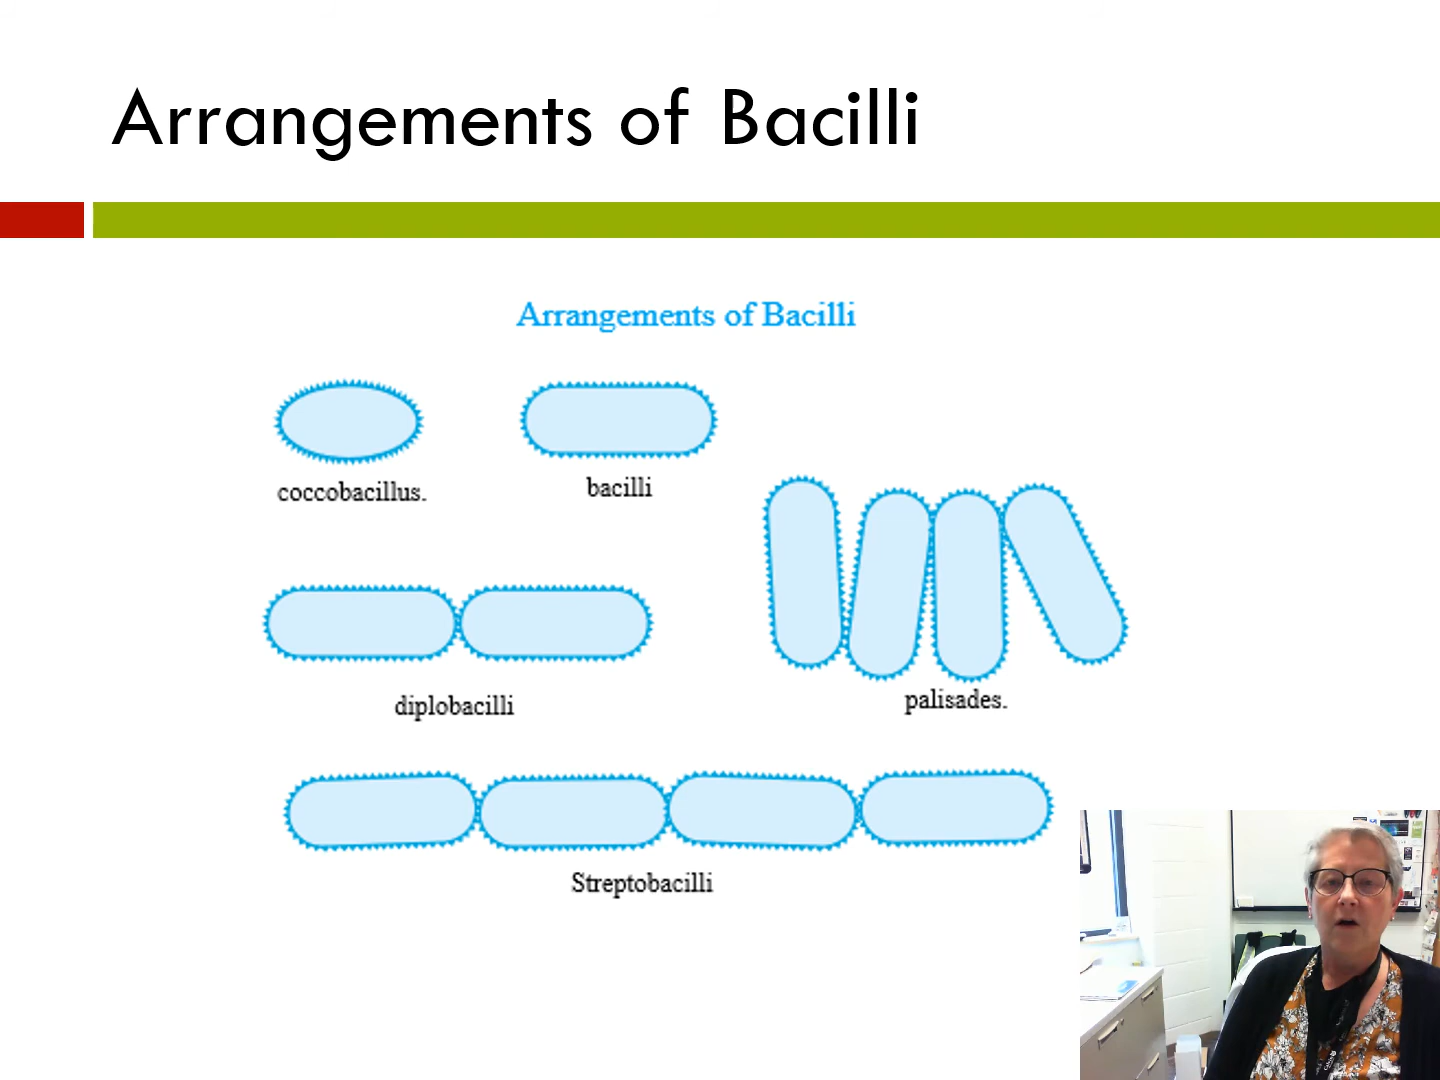 Arrangements of Bacilli
Arrangements of Bacilli
coccobacillus.
bacilli
diplobacilli
palisades.
Streptobacilli